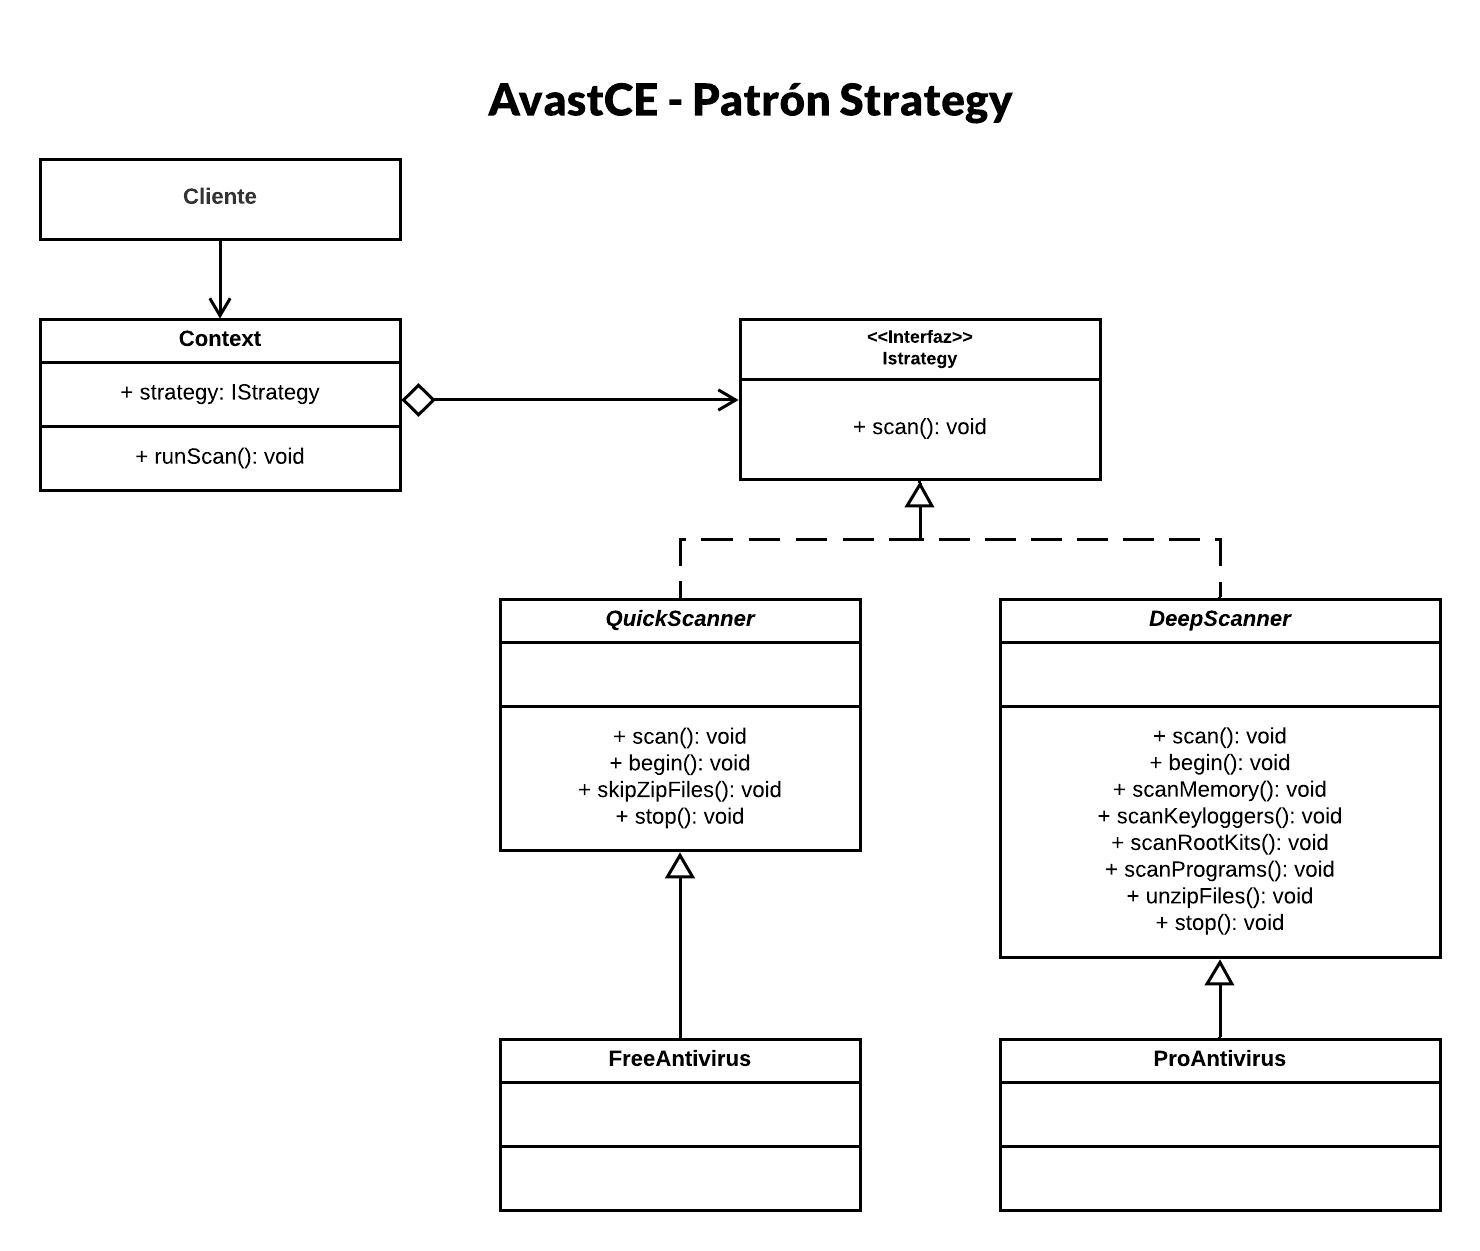 AvastCE - Patrón Strategy
Cliente
Context
+ strategy: IStrategy
+ runScan(): void
<<Interfaz>>
Istrategy
+ scan(): void
QuickScanner
+ scan(): void
+ begin(): void
+ skipZipFiles(): void
+ stop(): void
DeepScanner
+ scan(): void
+ begin(): void
+ scanMemory(): void
+ scanKeyloggers(): void
+ scanRootKits(): void
+ scanPrograms(): void
+ unzipFiles(): void
+ stop(): void
FreeAntivirus
ProAntivirus